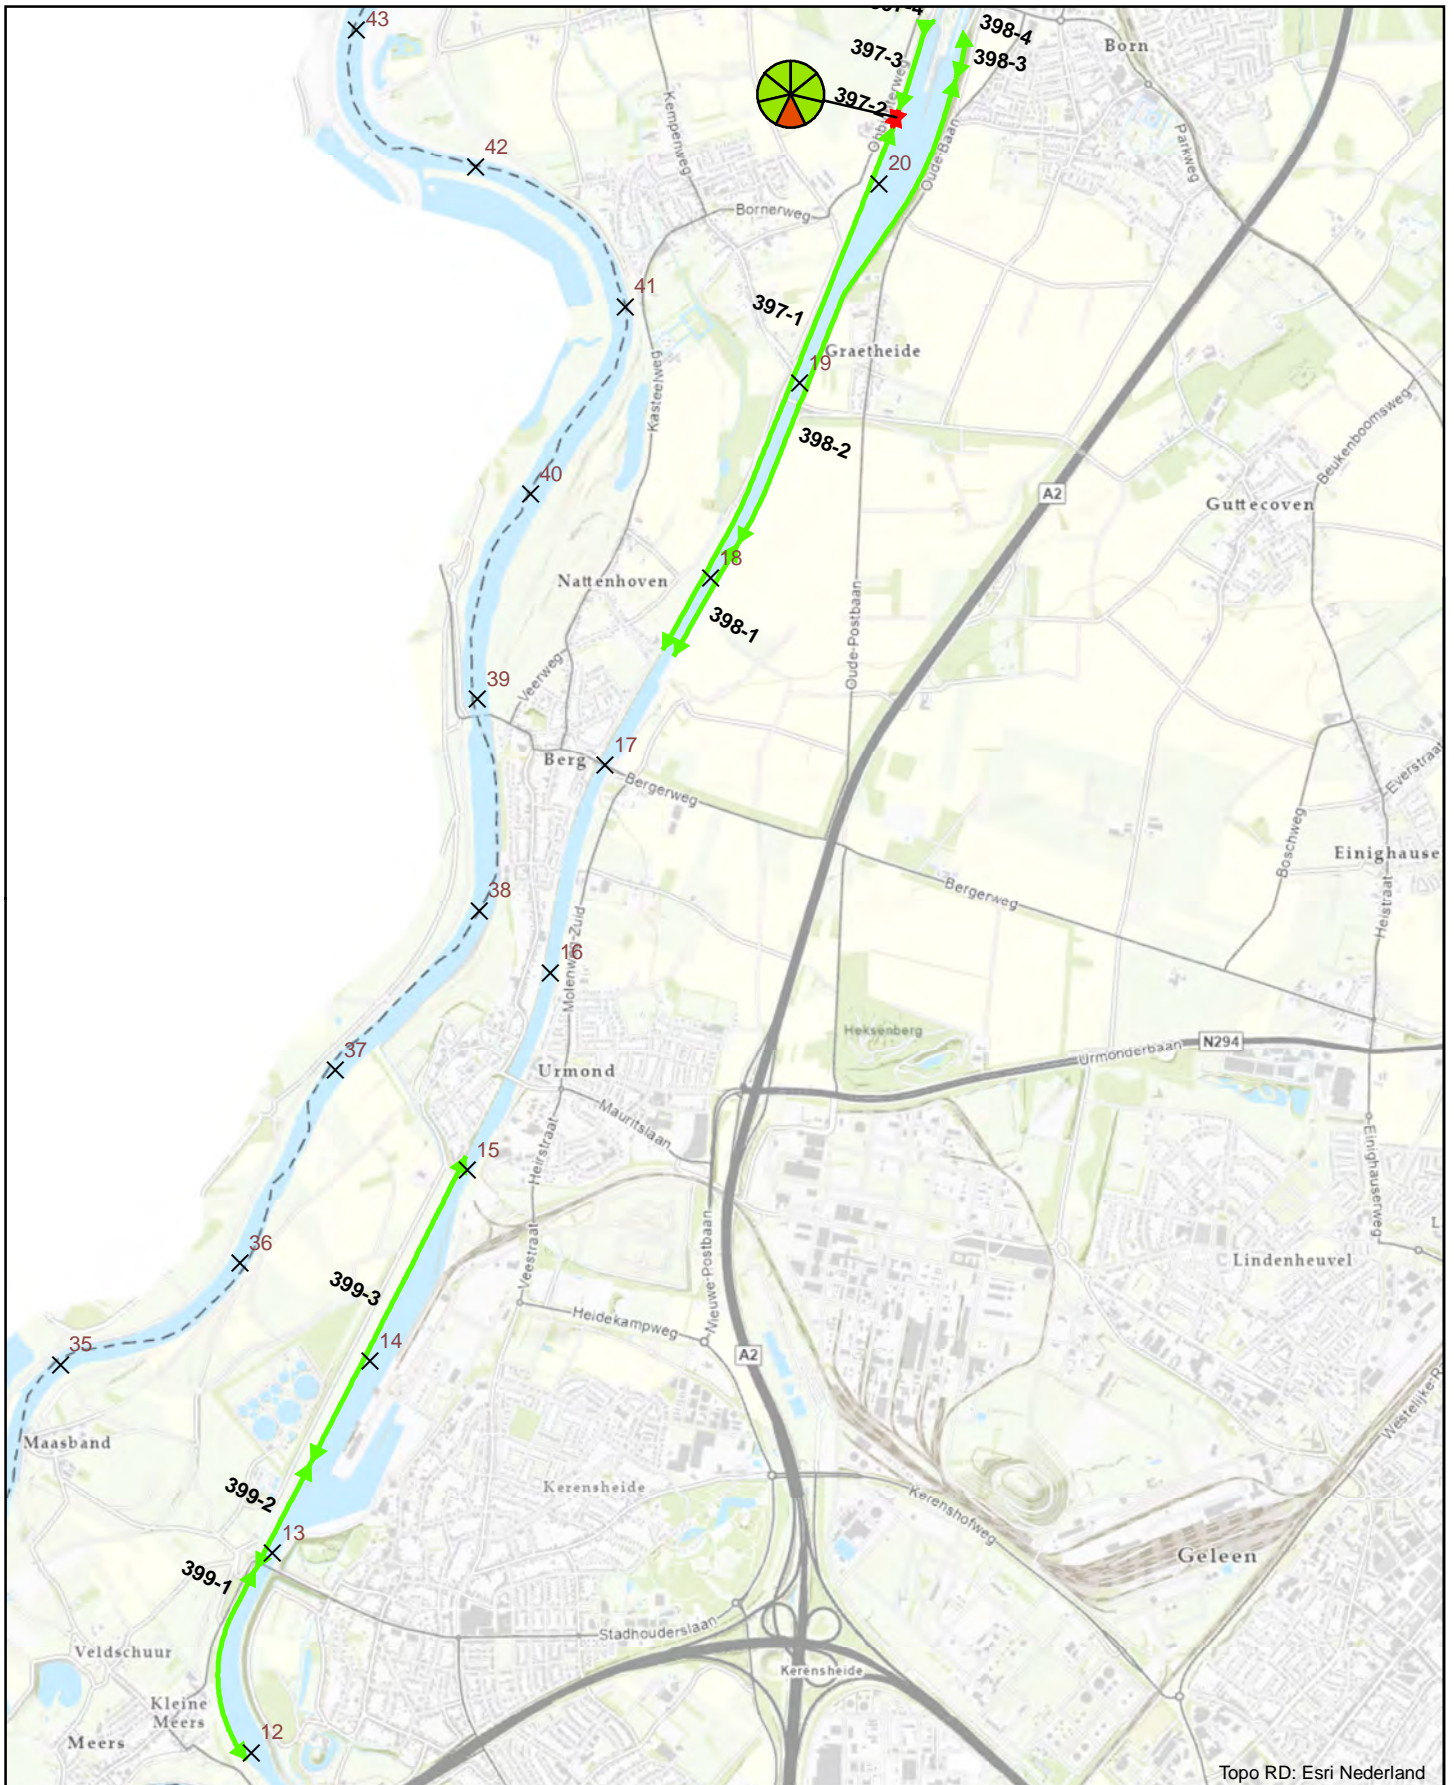 43
397-4
398-4
Born
397-3
398-3
397-2
Kempenweg
Oude Baan
Parkweg
42
20
Bornerweg
41
397-1
Graetheide
19
Kasteelweg
398-2
Beukenboomsweg
40
A2
Guttecoven
18
Nattenhoven
398-1
Oude-Postbaan
39
Veerweg
17
Berg
Bergerweg
Everstraat
Boschweg
Einighause
38
Bergerweg
Heistraat
Molenweg-Zuid
16
Heksenberg
37
N294
Urmonderbaan
Urmond
Mauritslaan
Heirstraat
15
Einighauserweg
36
Nieuwe-Postbaan
L
Veestraat
Lindenheuvel
399-3
Heidekampweg
35
14
A2
Westelijke R
Maasband
Kerensheide
399-2
Kerenshofweg
13
Geleen
399-1
Stadhouderslaan
Veldschuur
Kerensheide
Kleine
Meers
12
Meers
Topo RD: Esri Nederland